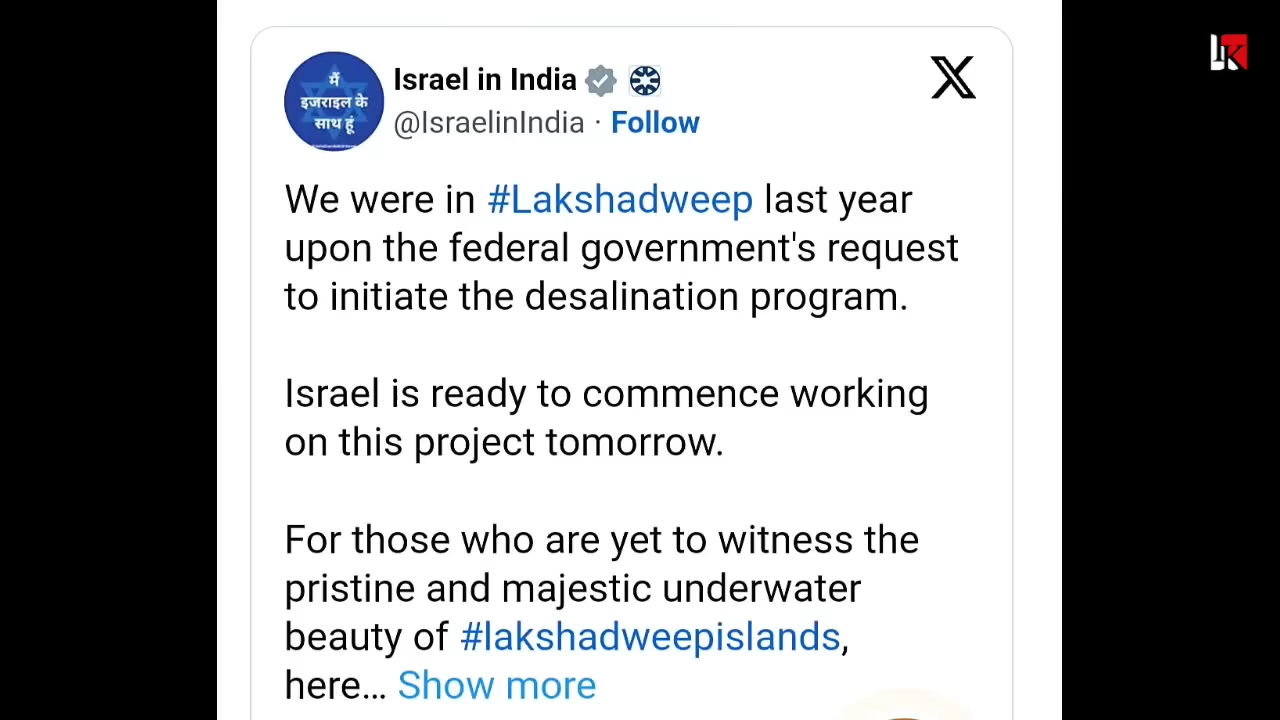 मैं
इजराइल के
साथ हूं
Israel in India
@IsraelinIndia · Follow
We were in #Lakshadweep last year
upon the federal government's request
to initiate the desalination program.
Israel is ready to commence working
on this project tomorrow.
For those who are yet to witness the
pristine and majestic underwater
beauty of #lakshadweepislands,
here... Show more